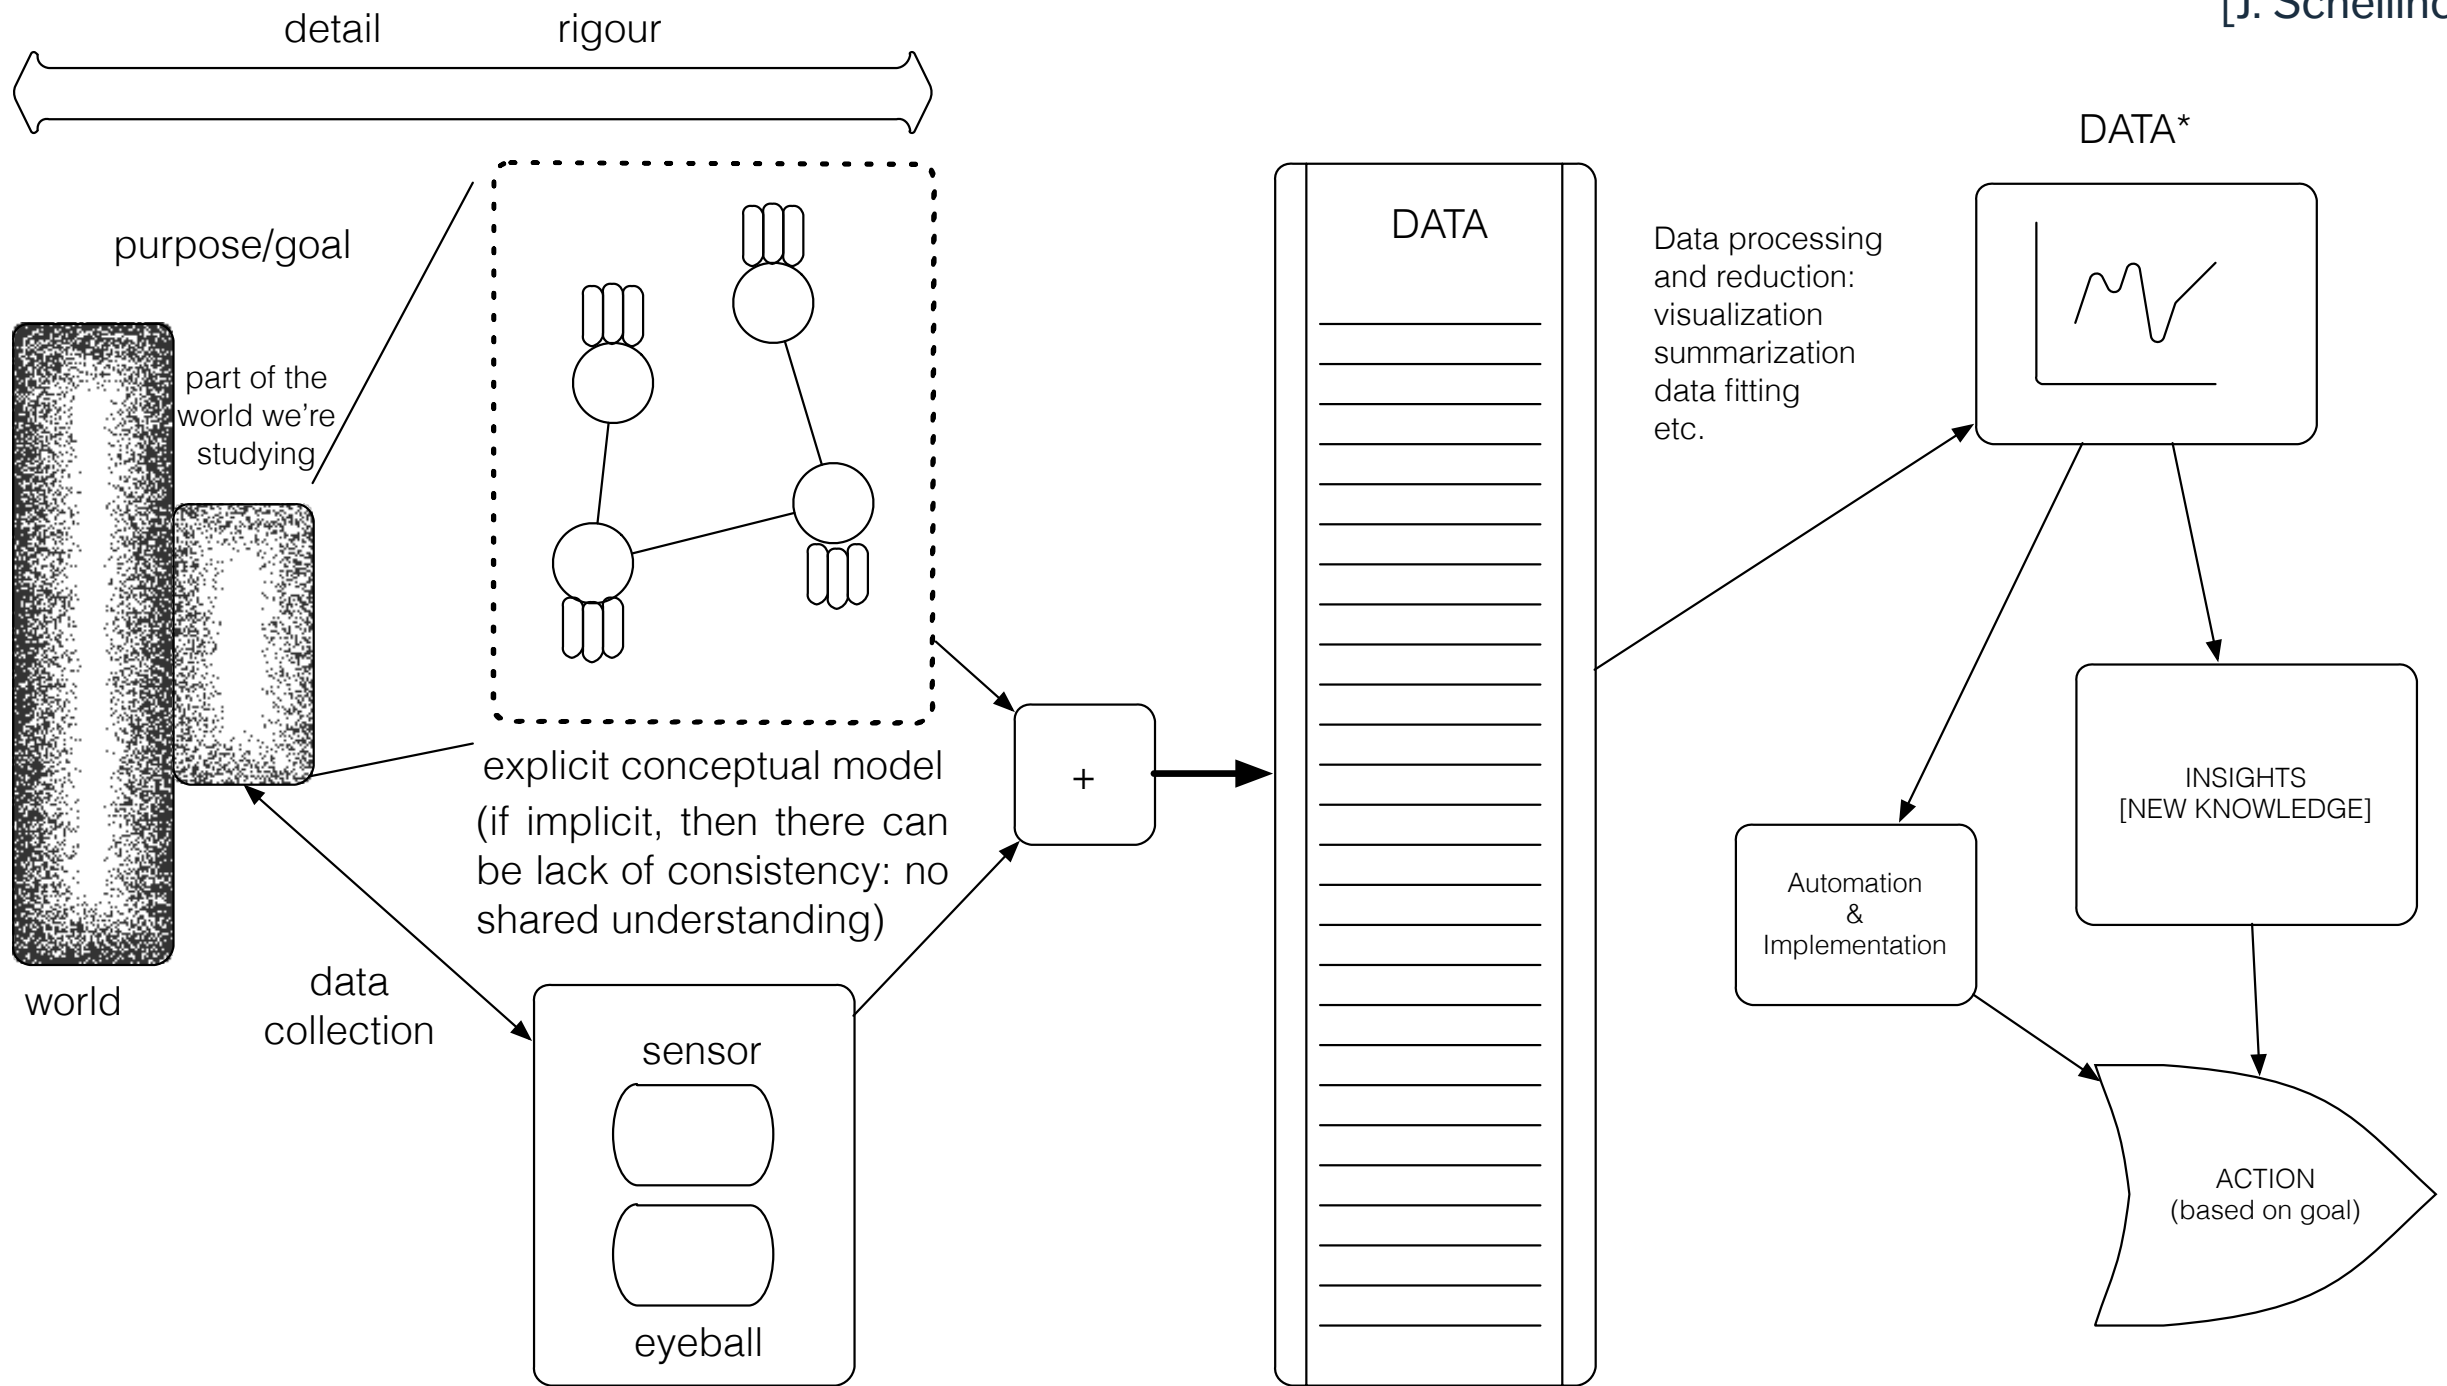 [J. Schellinc
detail
rigour
purpose/goal
part of the
world we're
studying
world
explicit conceptual model
(if implicit, then there can
be lack of consistency: no
shared understanding)
data
collection
sensor
eyeball
+
DATA
Data processing
and reduction:
visualization
summarization
data fitting
etc.
DATA*
Automation
&
Implementation
INSIGHTS
[NEW KNOWLEDGE]
ACTION
(based on goal)